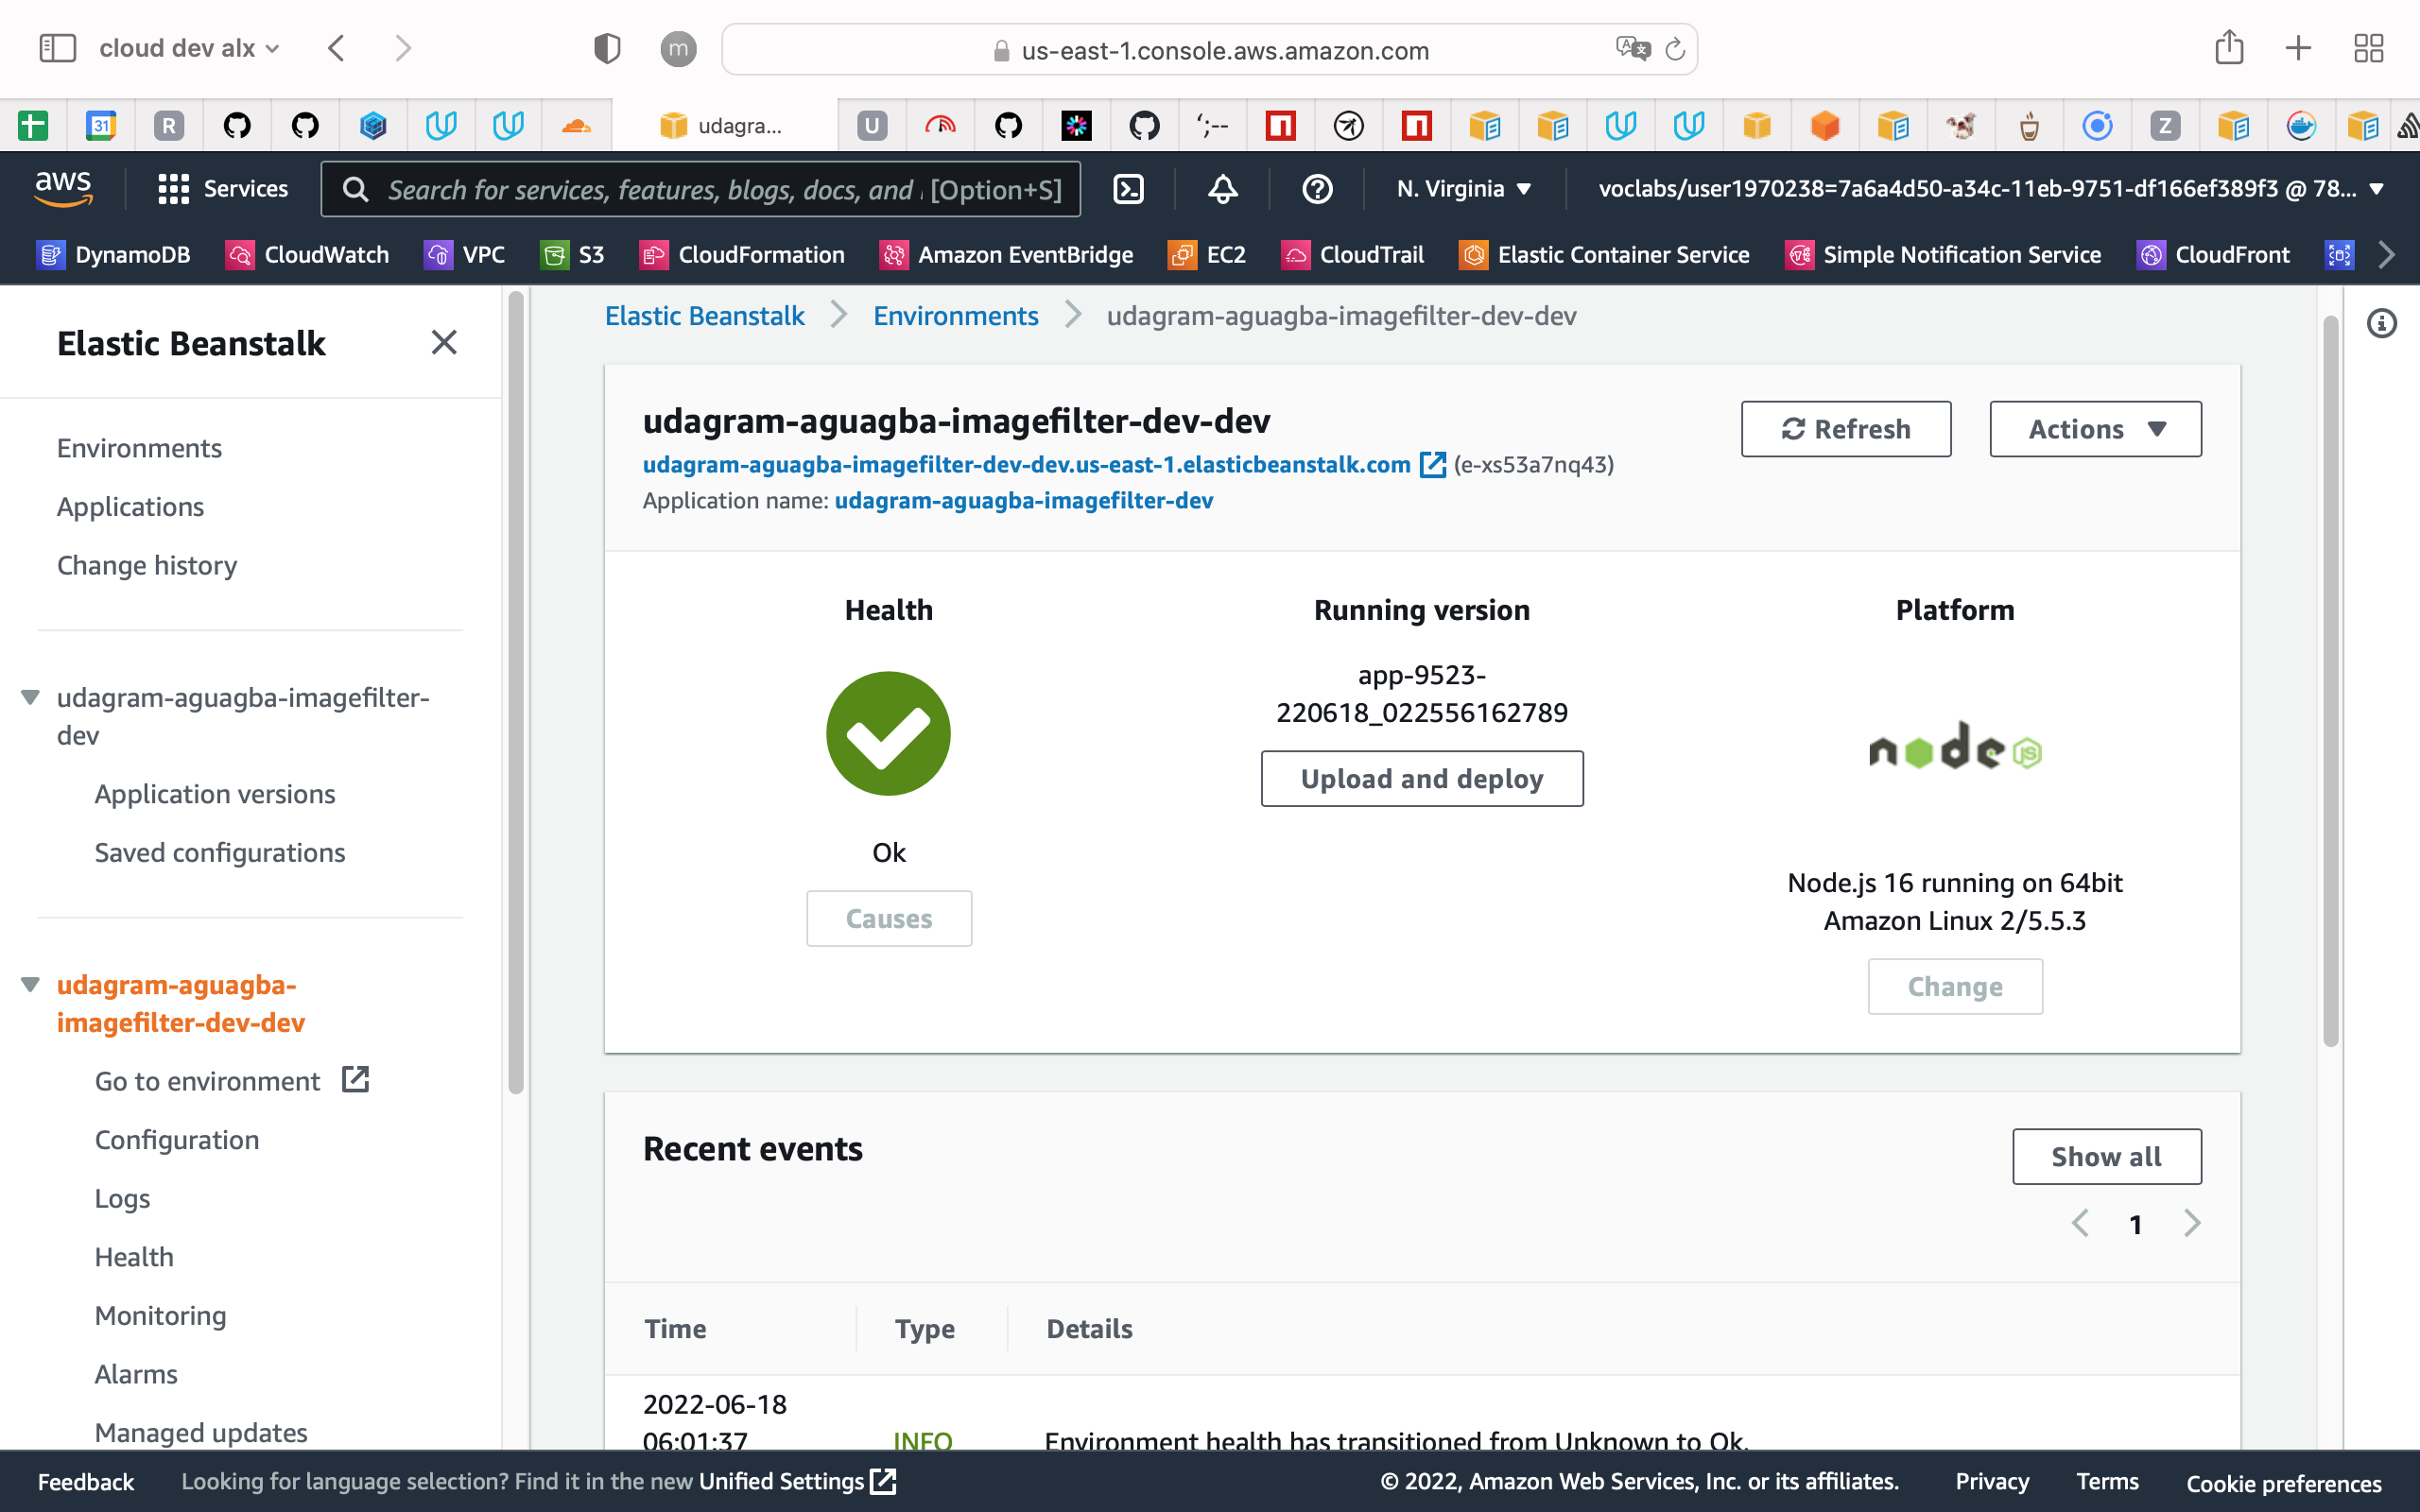 cloud dev alx
m
us-east-1.console.aws.amazon.com
31
R
udagra...
U
';--
Z
aws
Services
Search for services, features, blogs, docs, and
[Option+S]
N. Virginia
voclabs/user1970238=7a6a4d50-a34c-11eb-9751-df166ef389f3 @ 78...
DynamoDB
CloudWatch
VPC
S3
CloudFormation
Amazon EventBridge
EC2
CloudTrail
Elastic Container Service
Simple Notification Service
CloudFront
Elastic Beanstalk
Environments
Applications
Change history
udagram-aguagba-imagefilter-
dev
Application versions
Saved configurations
udagram-aguagba-
imagefilter-dev-dev
Go to environment
Configuration
Logs
Health
Monitoring
Alarms
Managed updates
Elastic Beanstalk
Environments
udagram-aguagba-imagefilter-dev-dev
udagram-aguagba-imagefilter-dev-dev
udagram-aguagba-imagefilter-dev-dev.us-east-1.elasticbeanstalk.com (e-xs53a7nq43)
Application name: udagram-aguagba-imagefilter-dev
Refresh
Actions
Health
Ok
Causes
Running version
app-9523-
220618_022556162789
Upload and deploy
Platform
node JS
Node.js 16 running on 64bit
Amazon Linux 2/5.5.3
Change
Recent events
Show all
1
Time
Type
Details
2022-06-18
06:01:37
INFO
Environment health has transitioned from Unknown to Ok.
Feedback
Looking for language selection? Find it in the new Unified Settings
© 2022, Amazon Web Services, Inc. or its affiliates.
Privacy
Terms
Cookie preferences